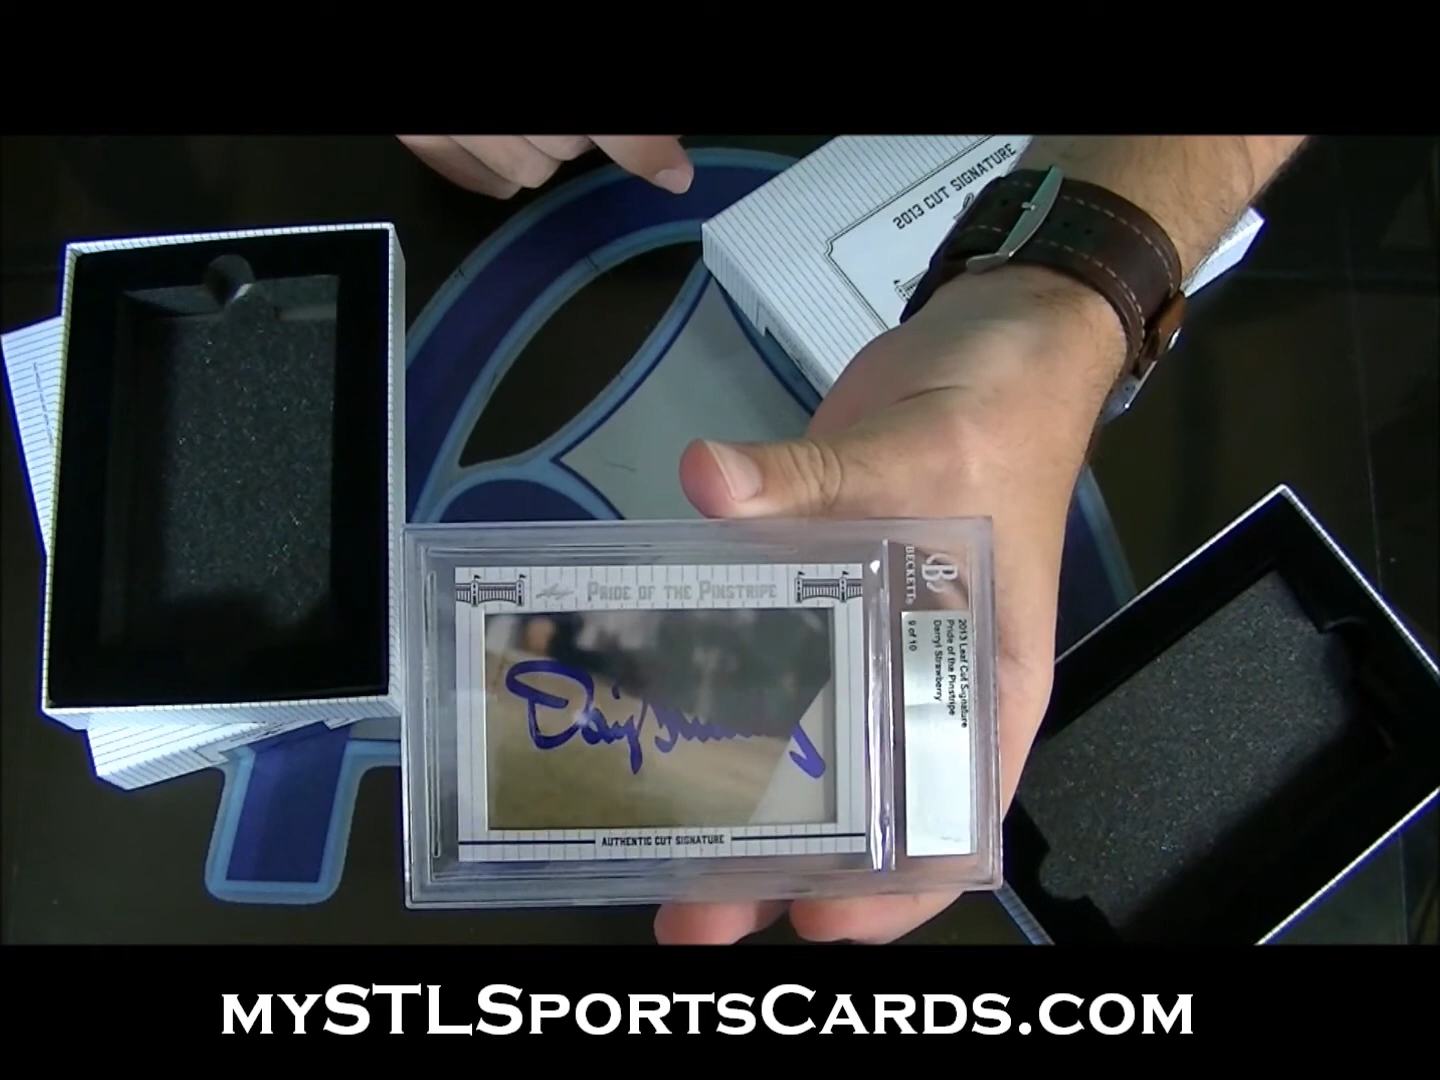 2013 CUT SIGNATURE
Leaf
PRIDE OF THE PINSTRIPE
AUTHENTIC CUT SIGNATURE
BECKETT
2013 Leaf Cut Signature
Pride of the Pinstripe
Darryl Strawberry
9 of 10
MYSTLSPORTSCARDS.COM